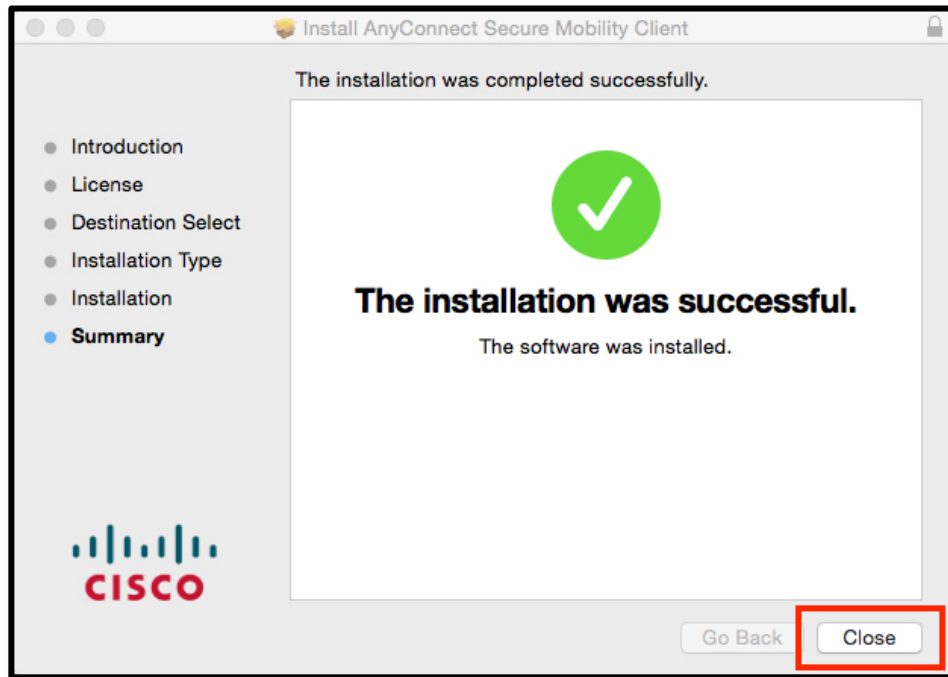 Install AnyConnect Secure Mobility Client
The installation was completed successfully.
Introduction
License
Destination Select
Installation Type
Installation
Summary
The installation was successful.
The software was installed.
CISCO
Go Back
Close